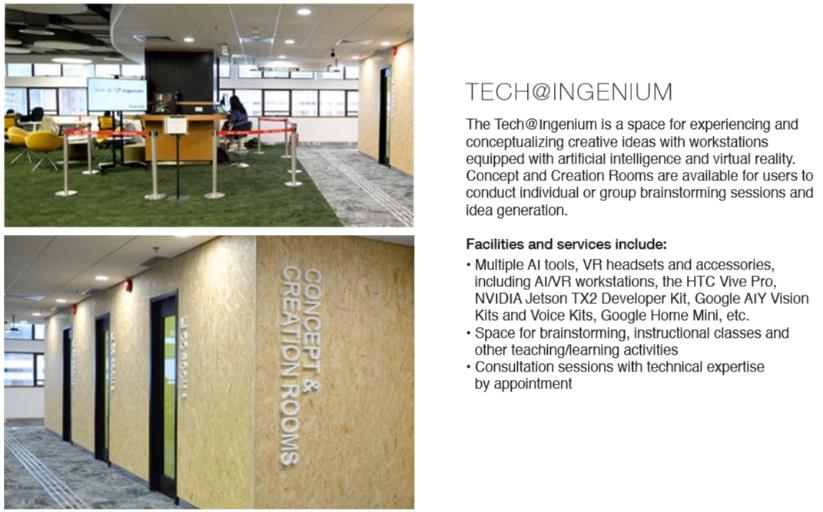 Tech @ Ingenium
CONCEPT &
CREATION ROOMS
TECH@INGENIUM
The Tech@Ingenium is a space for experiencing and
conceptualizing creative ideas with workstations
equipped with artificial intelligence and virtual reality.
Concept and Creation Rooms are available for users to
conduct individual or group brainstorming sessions and
idea generation.
Facilities and services include:
• Multiple AI tools, VR headsets and accessories,
including AI/VR workstations, the HTC Vive Pro,
NVIDIA Jetson TX2 Developer Kit, Google AIY Vision
Kits and Voice Kits, Google Home Mini, etc.
• Space for brainstorming, instructional classes and
other teaching/learning activities
• Consultation sessions with technical expertise
by appointment